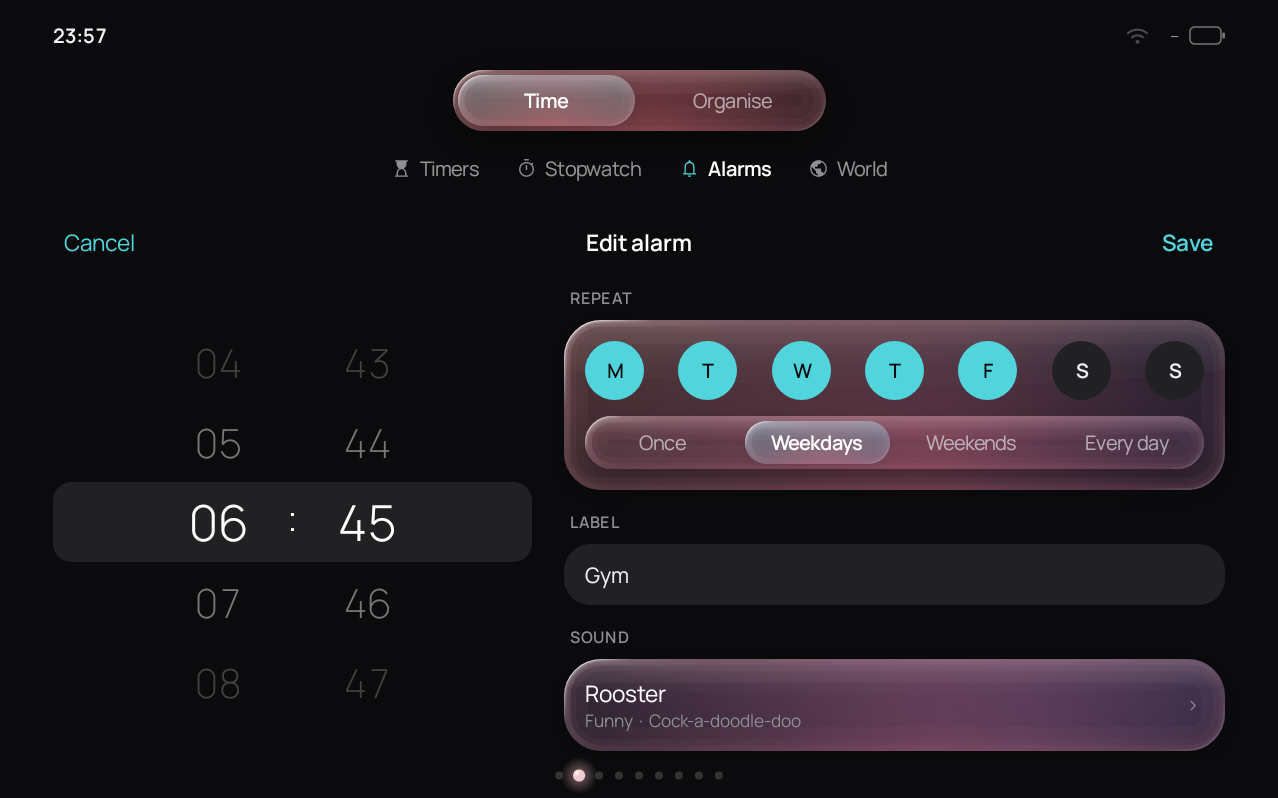 23:57
Time Organise
Timers Stopwatch Alarms World
Cancel Edit alarm Save
REPEAT
M T W T F S S
Once Weekdays Weekends Every day
04 43
05 44
06 : 45
07 46
08 47
LABEL
Gym
SOUND
Rooster
Funny · Cock-a-doodle-doo